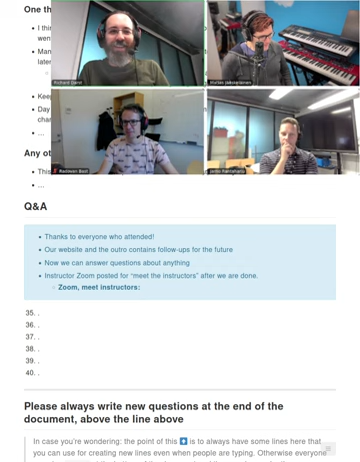 One th
I thi
wen
Man
later
Kee
Day
chan
...
Any ot
This
...
Richard Darst
Radovan Bast
Q&A
Thanks to everyone who attended!
Our website and the outro contains follow-ups for the future
Now we can answer questions about anything
Instructor Zoom posted for "meet the instructors" after we are done.
Zoom, meet instructors:
35. .
36. .
37. .
38. .
39. .
40. .
Please always write new questions at the end of the
document, above the line above
In case you're wondering: the point of this ⬆ is to always have some lines here that
you can use for creating new lines even when people are typing. Otherwise everyone